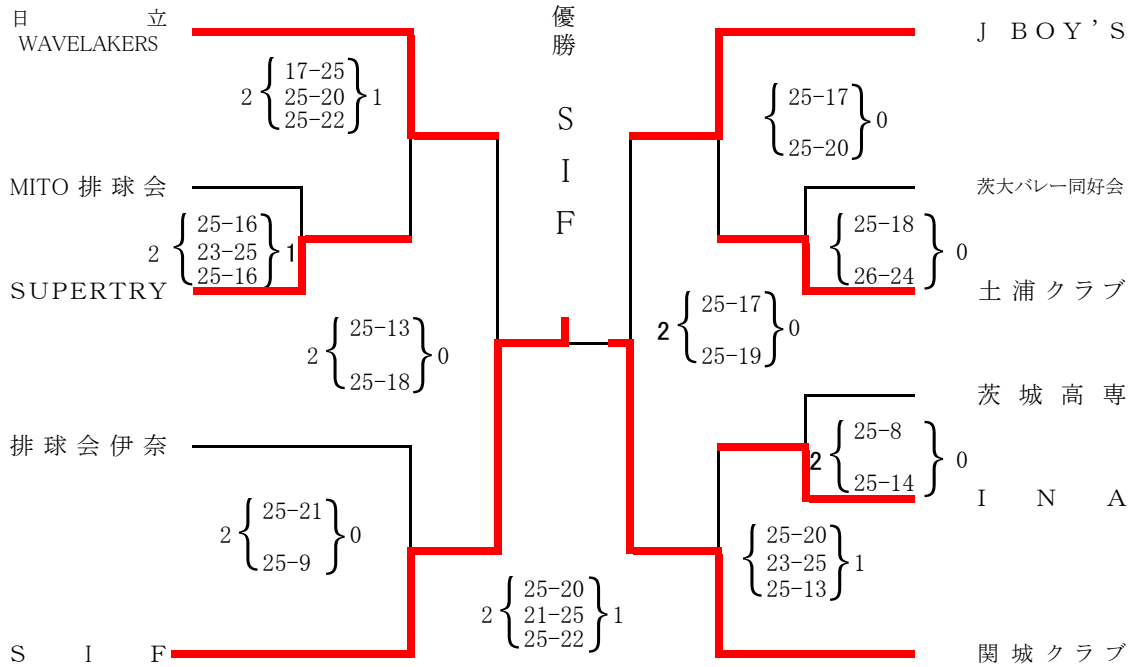 日立
WAVELAKERS
2 17-25 1
25-20
25-22
MITO 排球会
2 25-16 1
23-25
25-16
SUPERTRY
2 25-13 0
25-18
排球会伊奈
2 25-21 0
25-9
SIF
優勝
SIF
2 25-20 1
21-25
25-22
J BOY'S
25-17 0
25-20
茨大バレー同好会
25-18 0
26-24
土浦クラブ
2 25-17 0
25-19
茨城高専
2 25-8 0
25-14
INA
25-20 1
23-25
25-13
関城クラブ